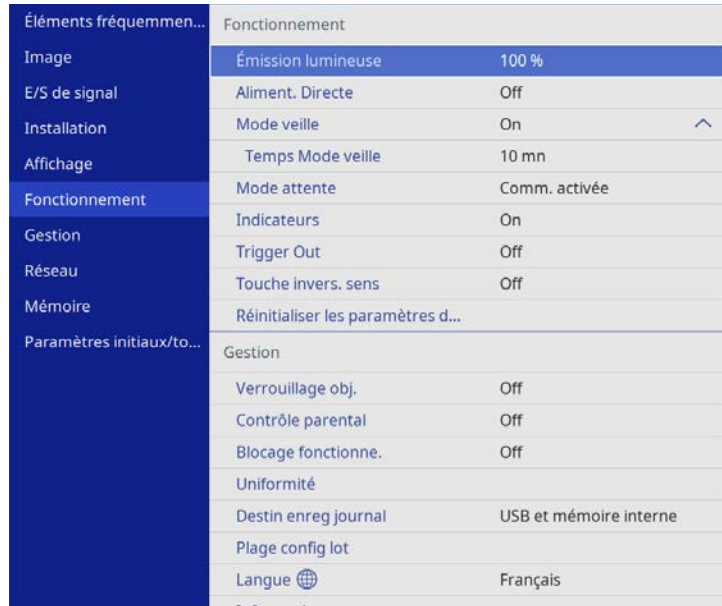 Éléments fréquemmen...
Image
E/S de signal
Installation
Affichage
Fonctionnement
Gestion
Réseau
Mémoire
Paramètres initiaux/to...
Fonctionnement
Émission lumineuse 100 %
Aliment. Directe Off
Mode veille On
Temps Mode veille 10 mn
Mode attente Comm. activée
Indicateurs On
Trigger Out Off
Touche invers. sens Off
Réinitialiser les paramètres d...
Gestion
Verrouillage obj. Off
Contrôle parental Off
Blocage fonctionne. Off
Uniformité
Destin enreg journal USB et mémoire interne
Plage config lot
Langue Français